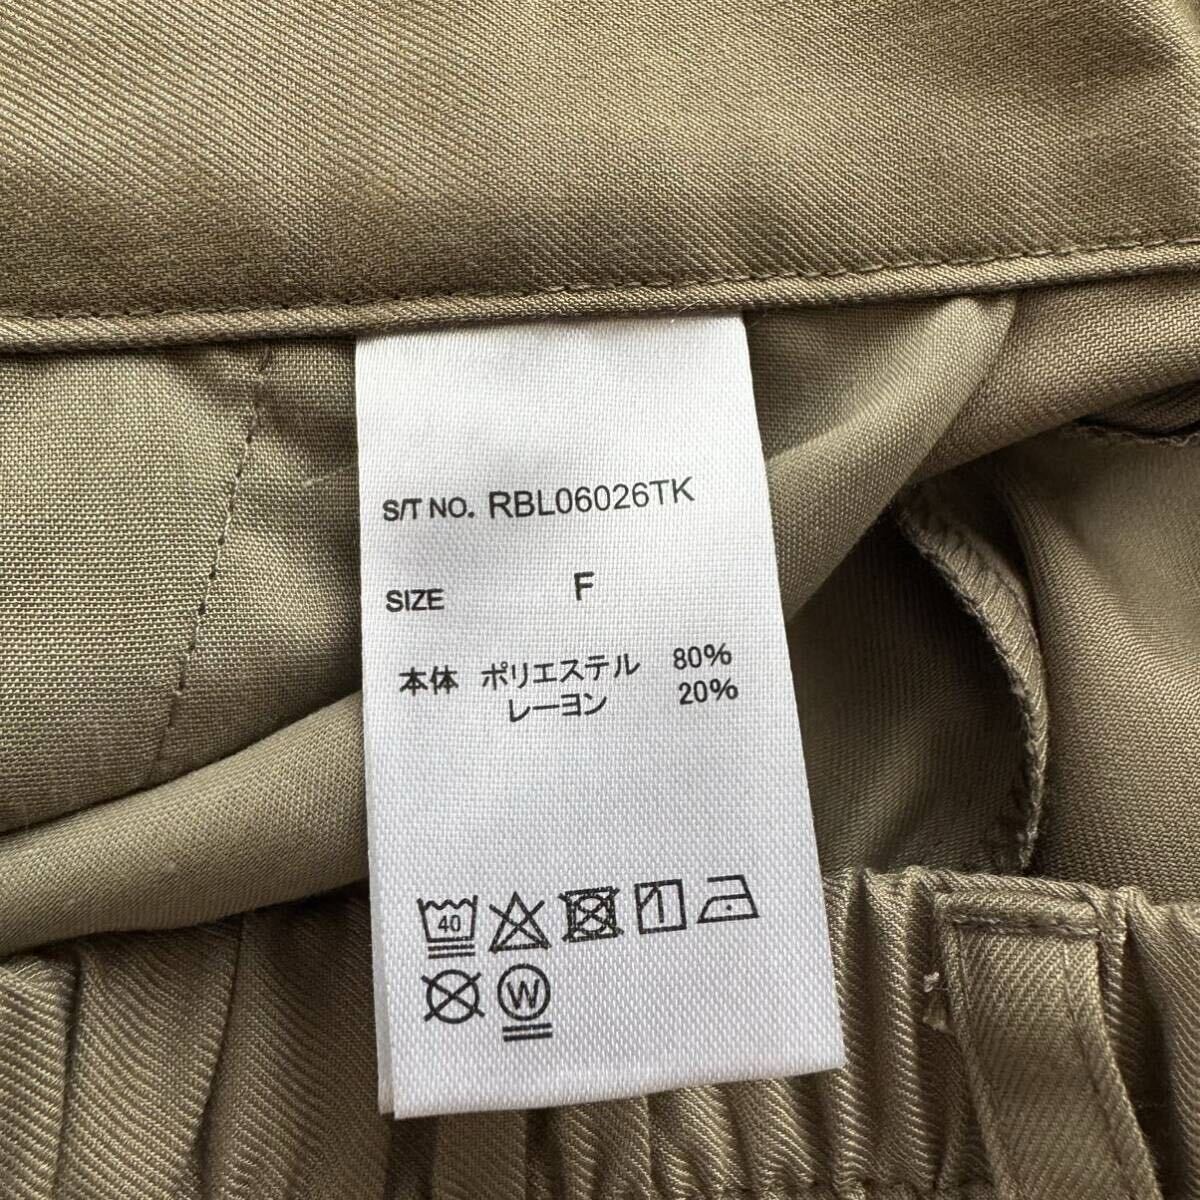 S/T NO. RBL06026TK
SIZE F
本体 ポリエステル 80%
レーヨン 20%
40
W